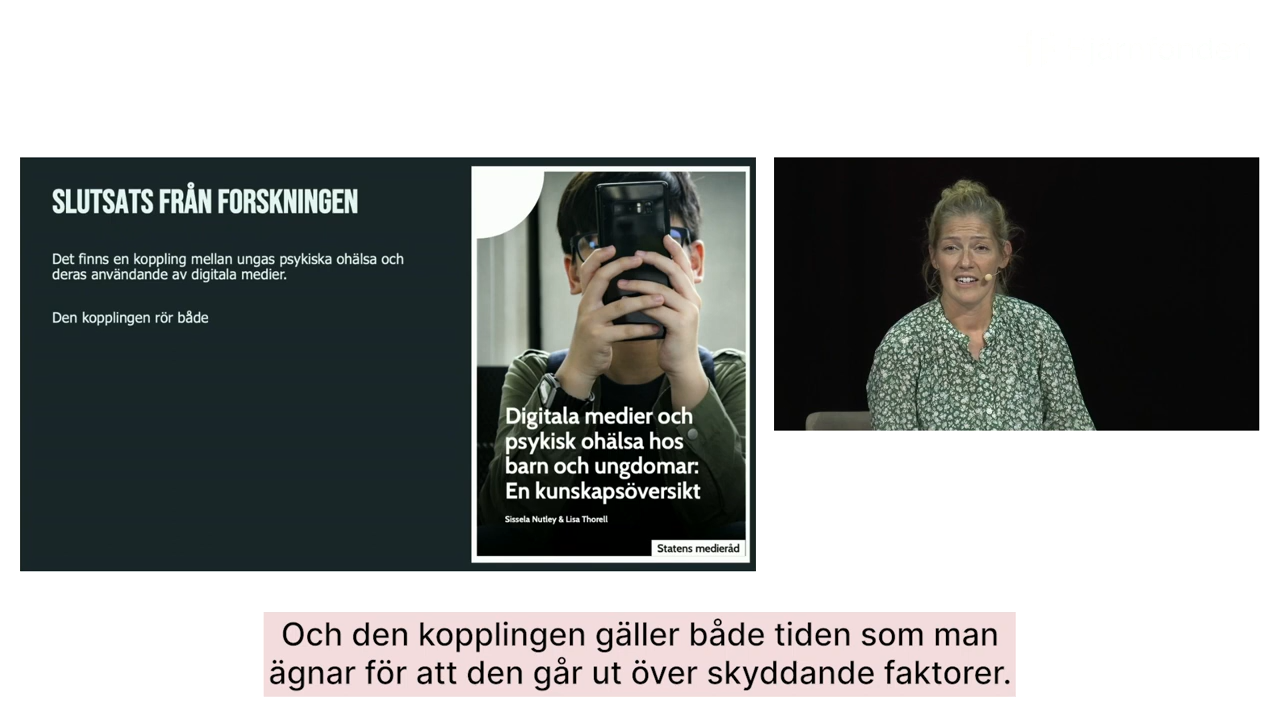 SLUTSATS FRÅN FORSKNINGEN
Det finns en koppling mellan ungas psykiska ohälsa och
deras användande av digitala medier.
Den kopplingen rör både
Digitala medier och
psykisk ohälsa hos
barn och ungdomar:
En kunskapsöversikt
Sissela Nutley & Lisa Thorell
Statens medieråd
Och den kopplingen gäller både tiden som man
ägnar för att den går ut över skyddande faktorer.